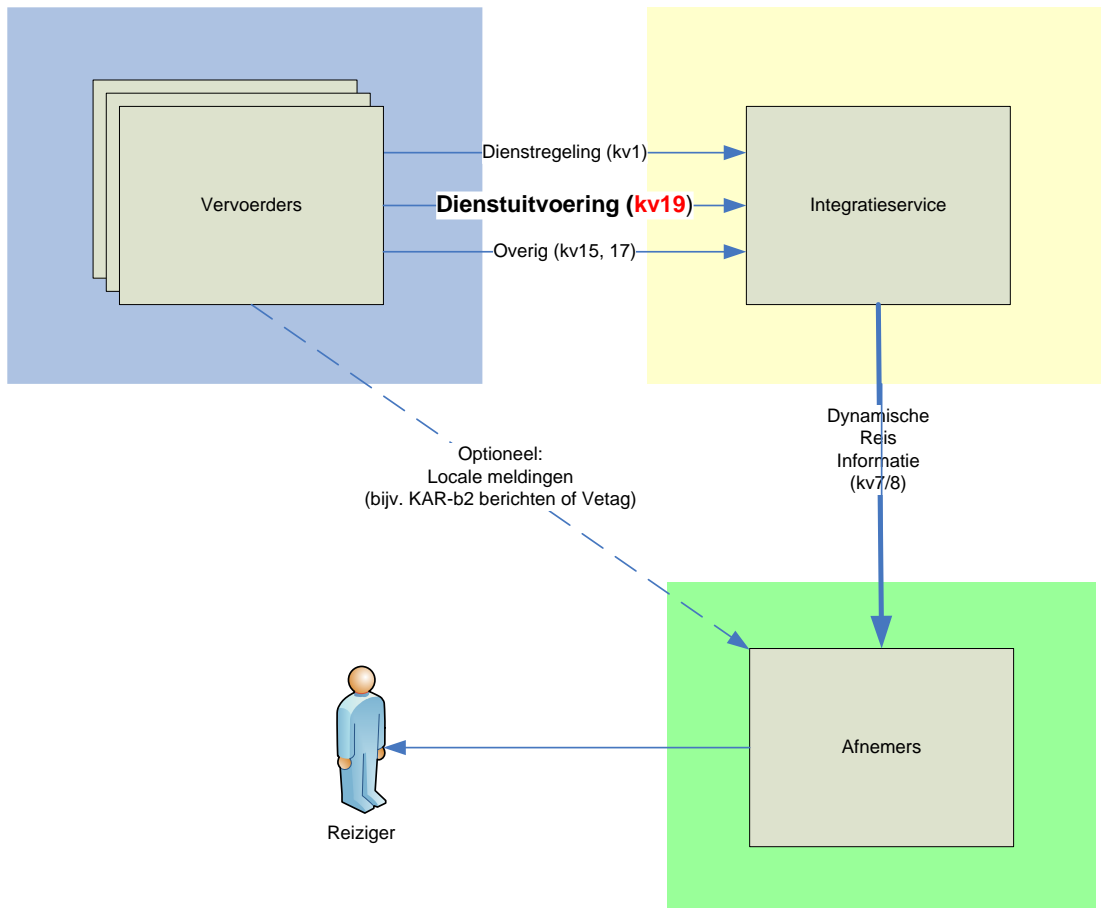 Dienstregeling (kv1)
Vervoerders
Dienstuitvoering (kv19)
Integratieservice
Overig (kv15, 17)
Dynamische
Reis
Informatie
(kv7/8)
Optioneel:
Locale meldingen
(bijv. KAR-b2 berichten of Vetag)
Afnemers
Reiziger